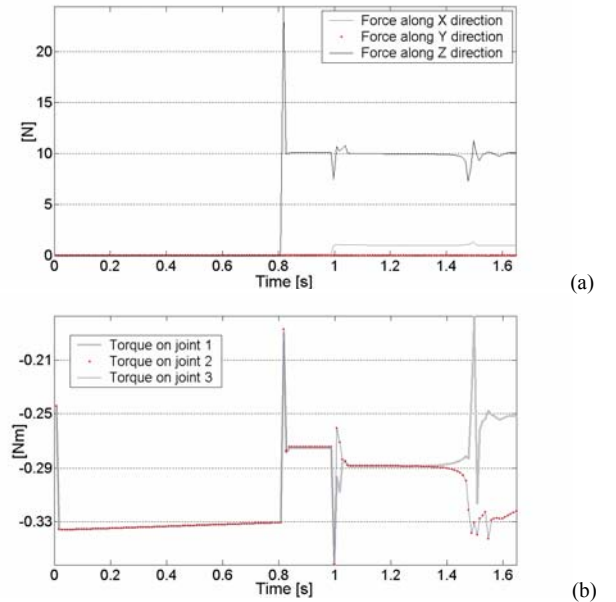 Force along X direction
Force along Y direction
Force along Z direction
20
15
10
5
0
[N]
0 0.2 0.4 0.6 0.8 1 1.2 1.4 1.6
Time [s]
(a)
Torque on joint 1
Torque on joint 2
Torque on joint 3
-0.21
-0.25
-0.29
-0.33
[Nm]
0 0.2 0.4 0.6 0.8 1 1.2 1.4 1.6
Time [s]
(b)